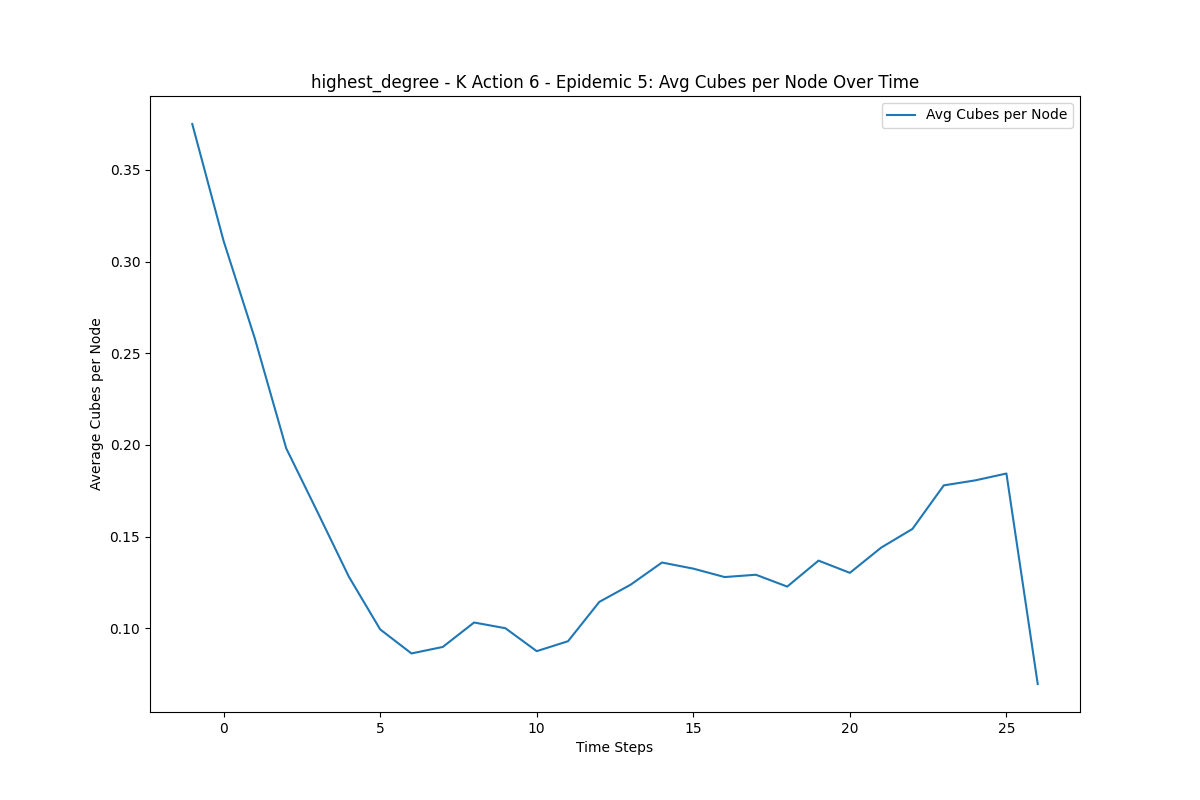 highest_degree - K Action 6 - Epidemic 5: Avg Cubes per Node Over Time
Avg Cubes per Node
0.35
0.30
0.25
0.20
0.15
0.10
Average Cubes per Node
0 5 10 15 20 25
Time Steps